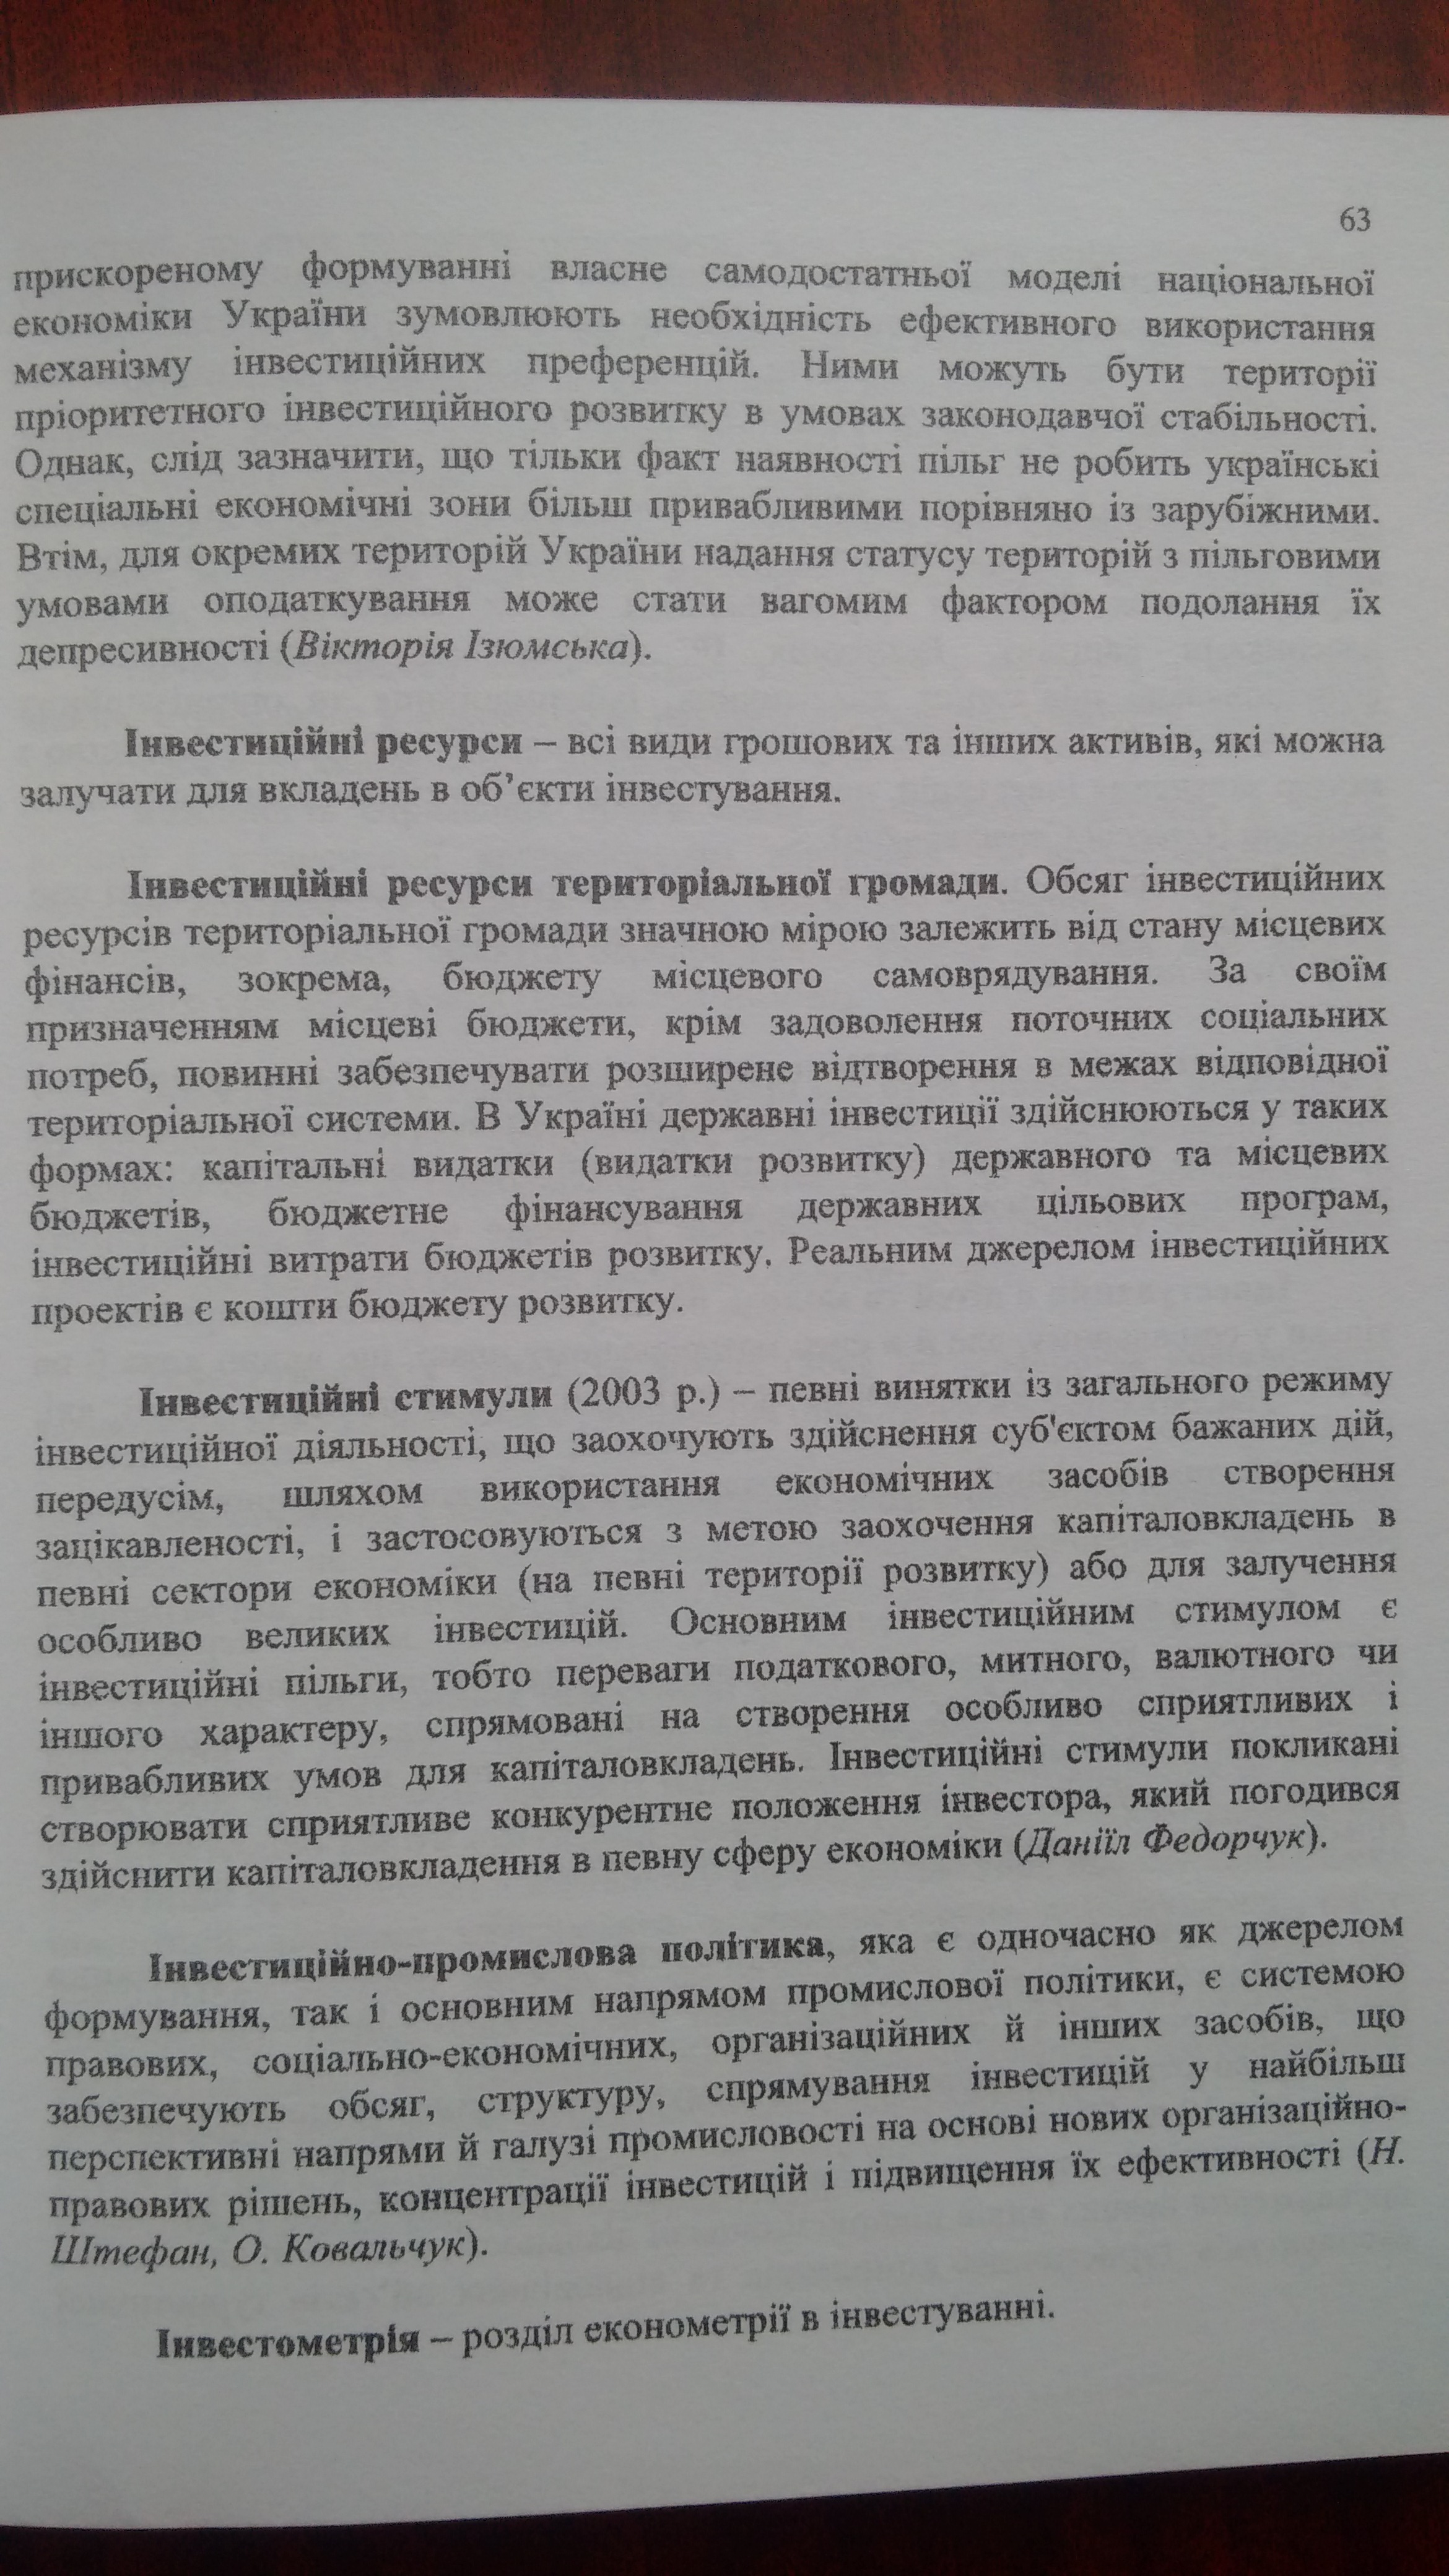 63
прискореному формуванні власне самодостатньої моделі національної
економіки України зумовлюють необхідність ефективного використання
механізму інвестиційних преференцій. Ними можуть бути території
пріоритетного інвестиційного розвитку в умовах законодавчої стабільності.
Однак, слід зазначити, що тільки факт наявності пільг не робить українські
спеціальні економічні зони більш привабливими порівняно із зарубіжними.
Втім, для окремих територій України надання статусу територій з пільговими
умовами оподаткування може стати вагомим фактором подолання їх
депресивності (Вікторія Ізюмська).
Інвестиційні ресурси – всі види грошових та інших активів, які можна
залучати для вкладень в об’єкти інвестування.
Інвестиційні ресурси територіальної громади. Обсяг інвестиційних
ресурсів територіальної громади значною мірою залежить від стану місцевих
фінансів, зокрема, бюджету місцевого самоврядування. За своїм
призначенням місцеві бюджети, крім задоволення поточних соціальних
потреб, повинні забезпечувати розширене відтворення в межах відповідної
територіальної системи. В Україні державні інвестиції здійснюються у таких
формах: капітальні видатки (видатки розвитку) державного та місцевих
бюджетів, бюджетне фінансування державних цільових програм,
інвестиційні витрати бюджетів розвитку. Реальним джерелом інвестиційних
проектів є кошти бюджету розвитку.
Інвестиційні стимули (2003 р.) – певні винятки із загального режиму
інвестиційної діяльності, що заохочують здійснення суб'єктом бажаних дій,
передусім, шляхом використання економічних засобів створення
зацікавленості, і застосовуються з метою заохочення капіталовкладень в
певні сектори економіки (на певні території розвитку) або для залучення
особливо великих інвестицій. Основним інвестиційним стимулом є
інвестиційні пільги, тобто переваги податкового, митного, валютного чи
іншого характеру, спрямовані на створення особливо сприятливих і
привабливих умов для капіталовкладень. Інвестиційні стимули покликані
створювати сприятливе конкурентне положення інвестора, який погодився
здійснити капіталовкладення в певну сферу економіки (Даніїл Федорчук).
Інвестиційно-промислова політика, яка є одночасно як джерелом
формування, так і основним напрямом промислової політики, є системою
правових, соціально-економічних, організаційних й інших засобів, що
забезпечують обсяг, структуру, спрямування інвестицій у найбільш
перспективні напрями й галузі промисловості на основі нових організаційно-
правових рішень, концентрації інвестицій і підвищення їх ефективності (Н.
Штефан, О. Ковальчук).
Інвестометрія – розділ економетрії в інвестуванні.